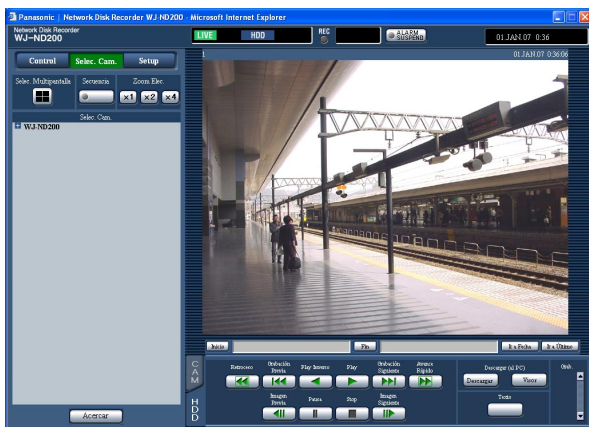 Panasonic | Network Disk Recorder WJ-ND200 - Microsoft Internet Explorer
Network Disk Recorder
WJ-ND200
LIVE HDD REC ALARM SUSPEND 01.JAN.07 0:36
Control Selec. Cam. Setup
1 01.JAN.07 0:36:06
Selec. Multipantalla Secuencia Zoom Elec.
x1 x2 x4
Selec. Cam.
WJ-ND200
Inicio Fin Ir a Fecha Ir a Último
CAM
HDD
Retroceso Grabación Previa Play Inverso Play Grabación Siguiente Avance Rápido
Imagen Previa Pausa Stop Imagen Siguiente
Descargar (al PC)
Descargar Visor
Texto
Grab.
Acercar